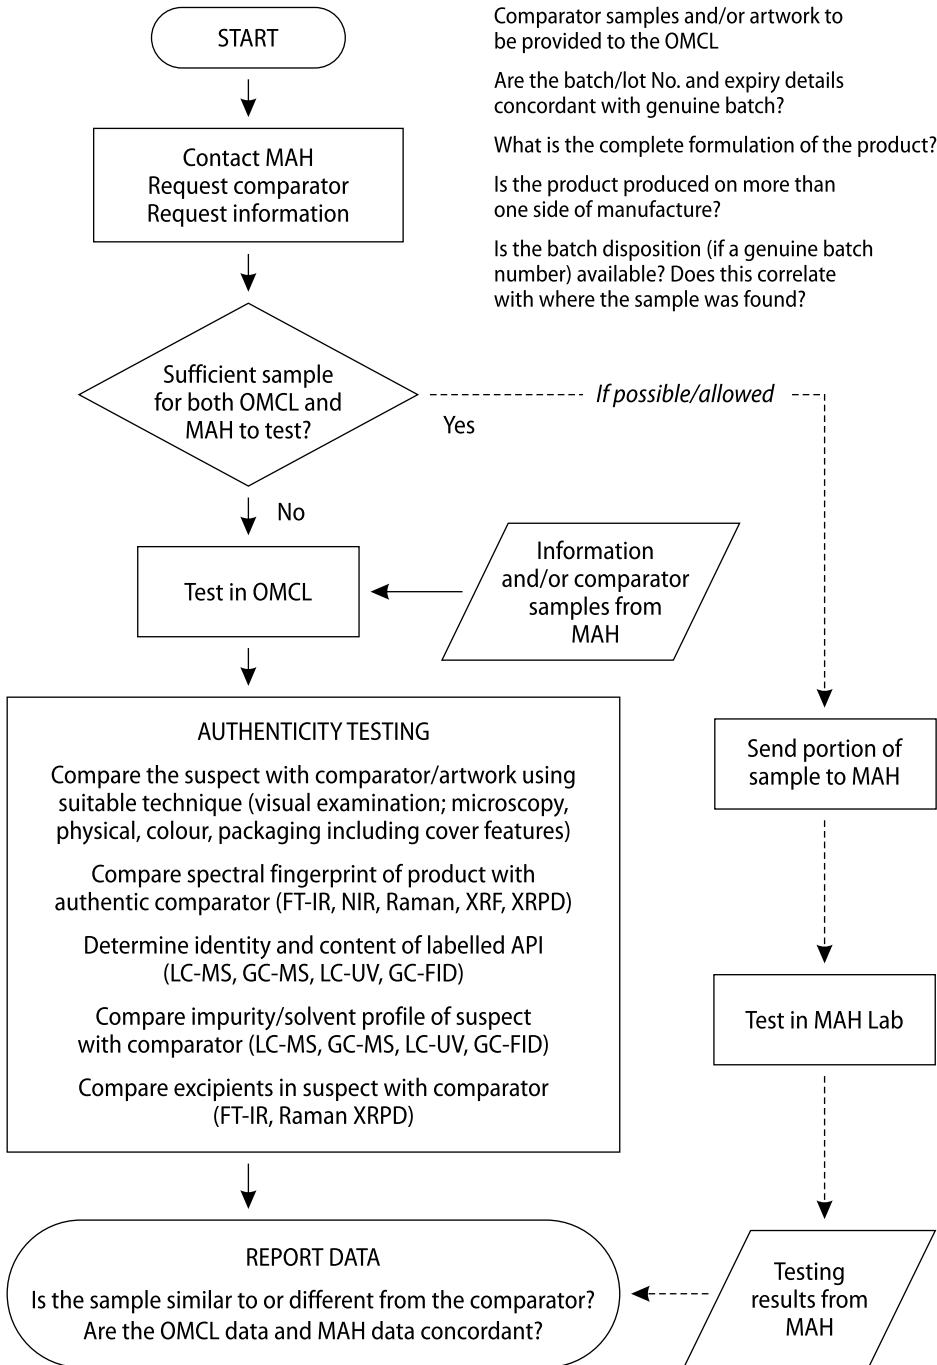 START
Contact MAH
Request comparator
Request information
Comparator samples and/or artwork to
be provided to the OMCL
Are the batch/lot No. and expiry details
concordant with genuine batch?
What is the complete formulation of the product?
Is the product produced on more than
one side of manufacture?
Is the batch disposition (if a genuine batch
number) available? Does this correlate
with where the sample was found?
Sufficient sample
for both OMCL and
MAH to test?
Yes
If possible/allowed
No
Test in OMCL
Information
and/or comparator
samples from
MAH
AUTHENTICITY TESTING
Compare the suspect with comparator/artwork using
suitable technique (visual examination; microscopy,
physical, colour, packaging including cover features)
Compare spectral fingerprint of product with
authentic comparator (FT-IR, NIR, Raman, XRF, XRPD)
Determine identity and content of labelled API
(LC-MS, GC-MS, LC-UV, GC-FID)
Compare impurity/solvent profile of suspect
with comparator (LC-MS, GC-MS, LC-UV, GC-FID)
Compare excipients in suspect with comparator
(FT-IR, Raman XRPD)
Send portion of
sample to MAH
Test in MAH Lab
Testing
results from
MAH
REPORT DATA
Is the sample similar to or different from the comparator?
Are the OMCL data and MAH data concordant?